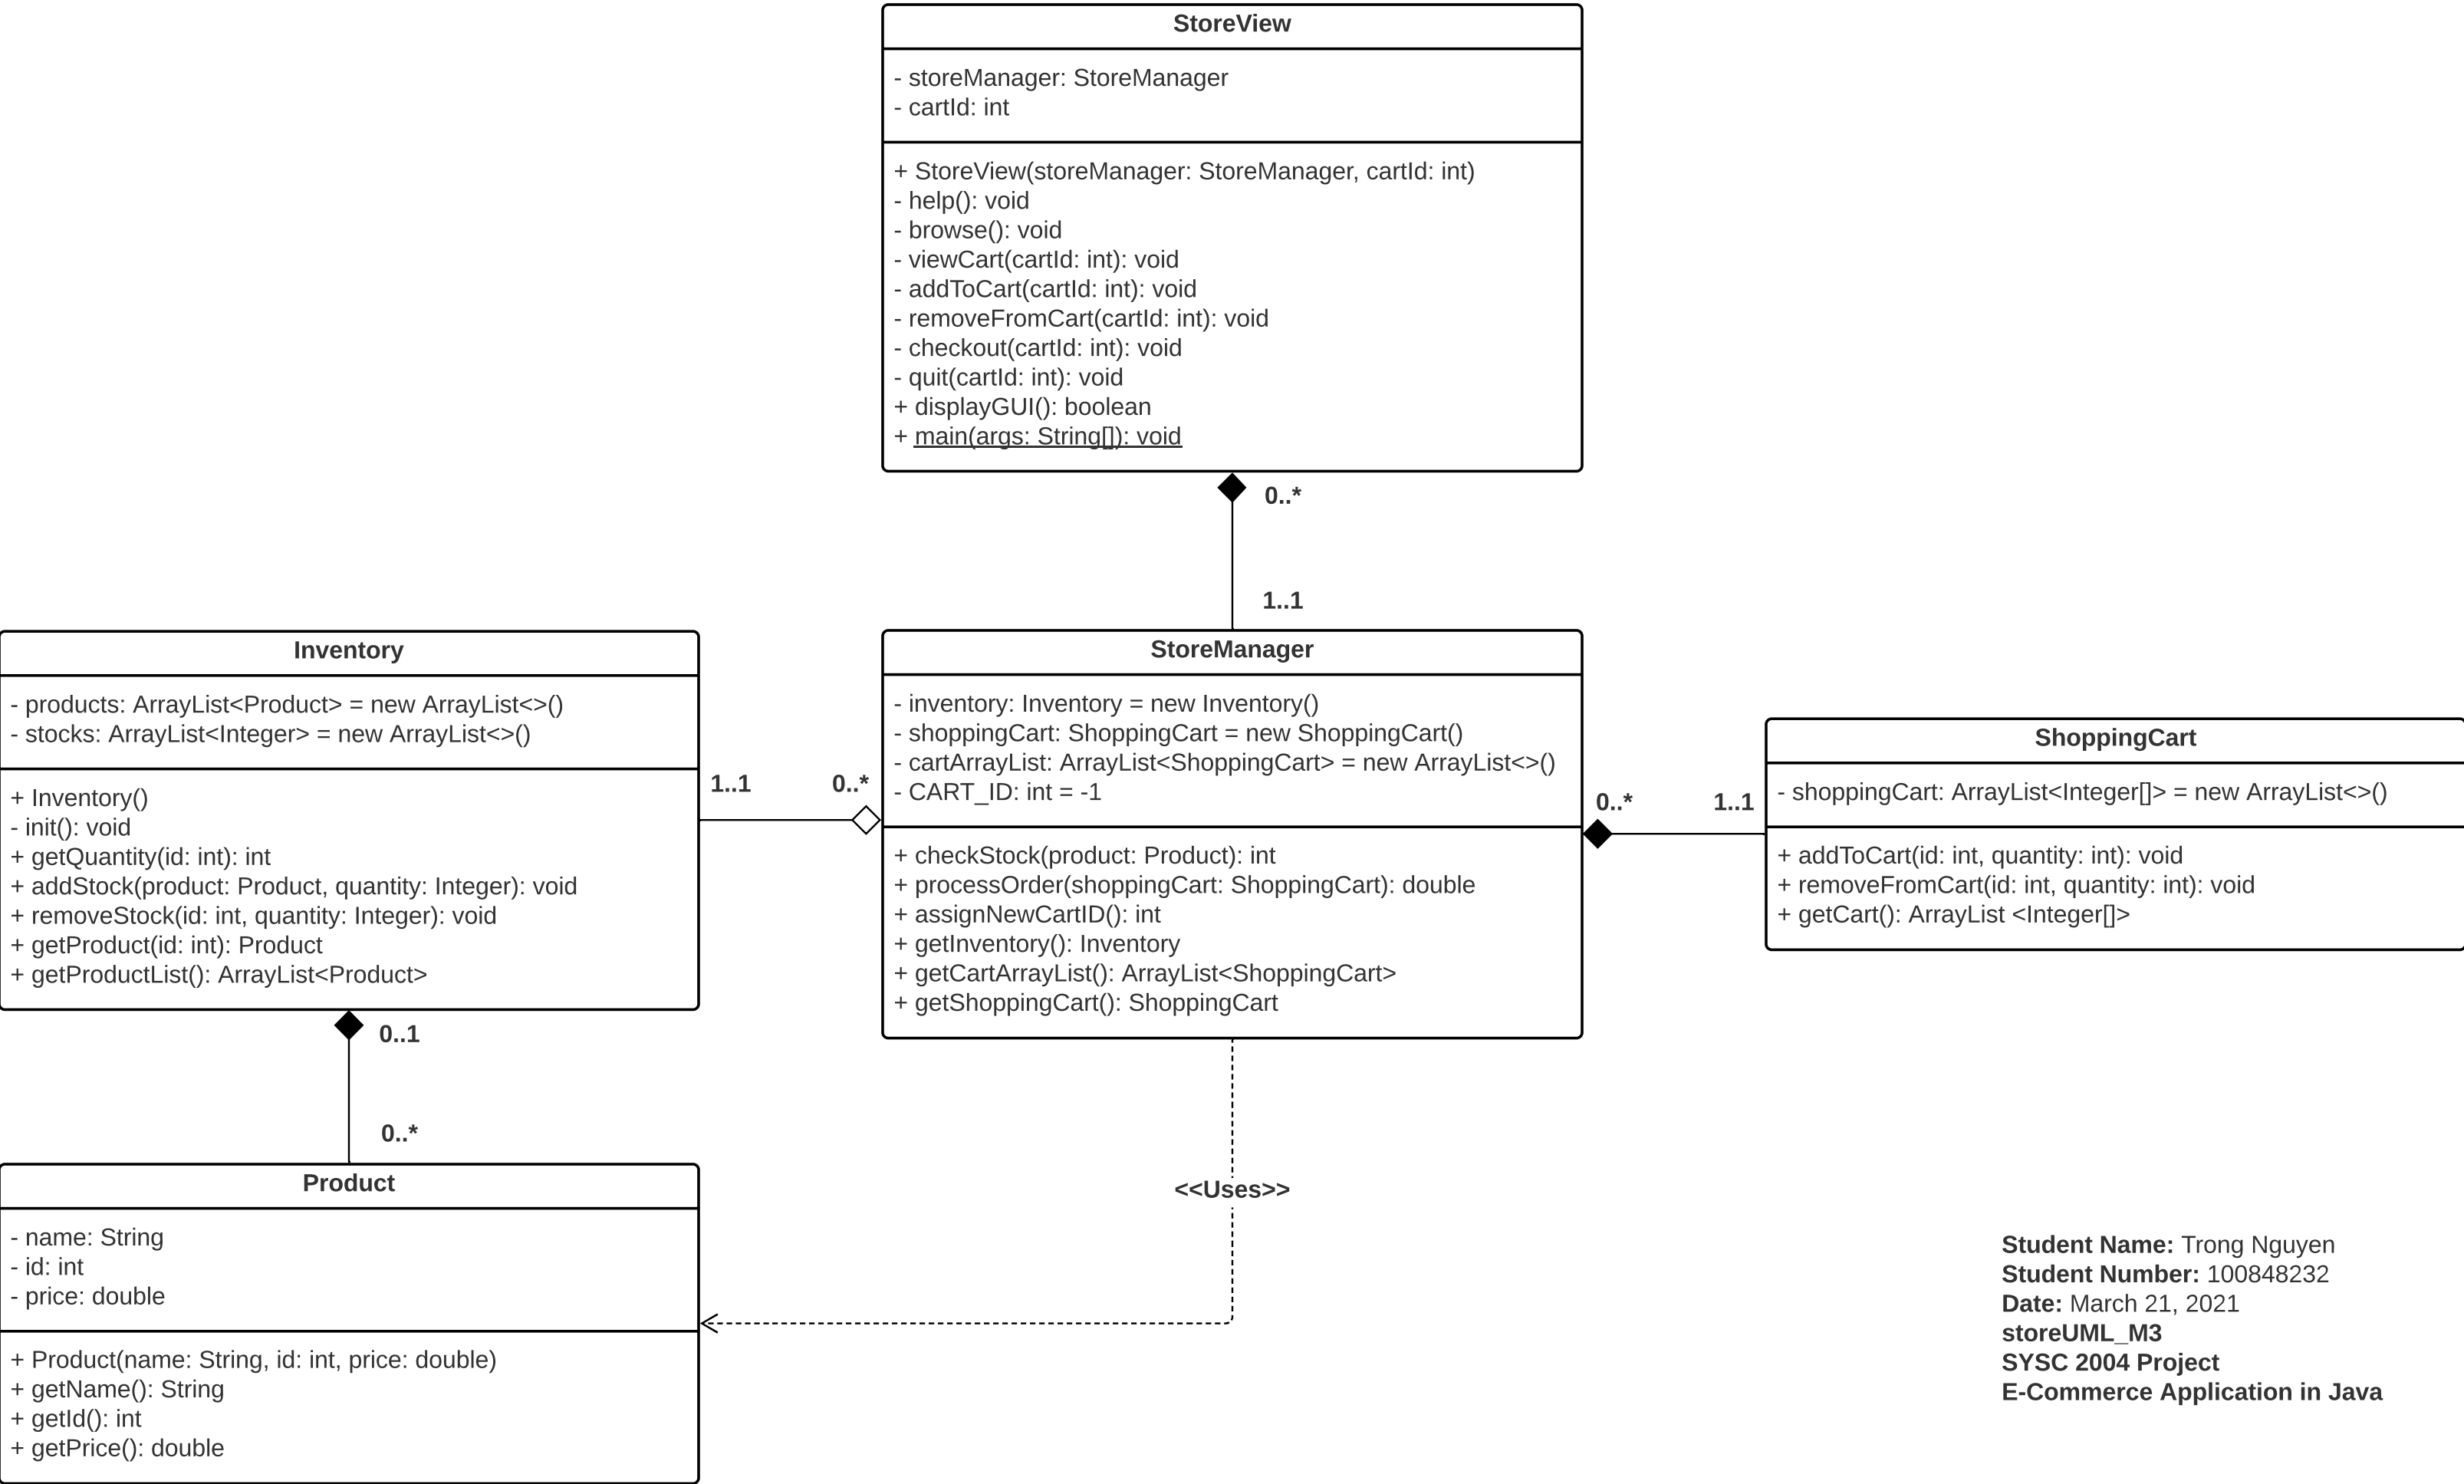 StoreView
- storeManager: StoreManager
- cartId: int
+ StoreView(storeManager: StoreManager, cartId: int)
- help(): void
- browse(): void
- viewCart(cartId: int): void
- addToCart(cartId: int): void
- removeFromCart(cartId: int): void
- checkout(cartId: int): void
- quit(cartId: int): void
+ displayGUI(): boolean
+ main(args: String[]): void
0..*
1..1
Inventory
- products: ArrayList<Product> = new ArrayList<>()
- stocks: ArrayList<Integer> = new ArrayList<>()
+ Inventory()
- init(): void
+ getQuantity(id: int): int
+ addStock(product: Product, quantity: Integer): void
+ removeStock(id: int, quantity: Integer): void
+ getProduct(id: int): Product
+ getProductList(): ArrayList<Product>
1..1
0..*
StoreManager
- inventory: Inventory = new Inventory()
- shoppingCart: ShoppingCart = new ShoppingCart()
- cartArrayList: ArrayList<ShoppingCart> = new ArrayList<>()
- CART_ID: int = -1
+ checkStock(product: Product): int
+ processOrder(shoppingCart: ShoppingCart): double
+ assignNewCartID(): int
+ getInventory(): Inventory
+ getCartArrayList(): ArrayList<ShoppingCart>
+ getShoppingCart(): ShoppingCart
0..*
1..1
ShoppingCart
- shoppingCart: ArrayList<Integer[]> = new ArrayList<>()
+ addToCart(id: int, quantity: int): void
+ removeFromCart(id: int, quantity: int): void
+ getCart(): ArrayList <Integer[]>
0..1
0..*
Product
- name: String
- id: int
- price: double
+ Product(name: String, id: int, price: double)
+ getName(): String
+ getId(): int
+ getPrice(): double
<<Uses>>
Student Name: Trong Nguyen
Student Number: 100848232
Date: March 21, 2021
storeUML_M3
SYSC 2004 Project
E-Commerce Application in Java